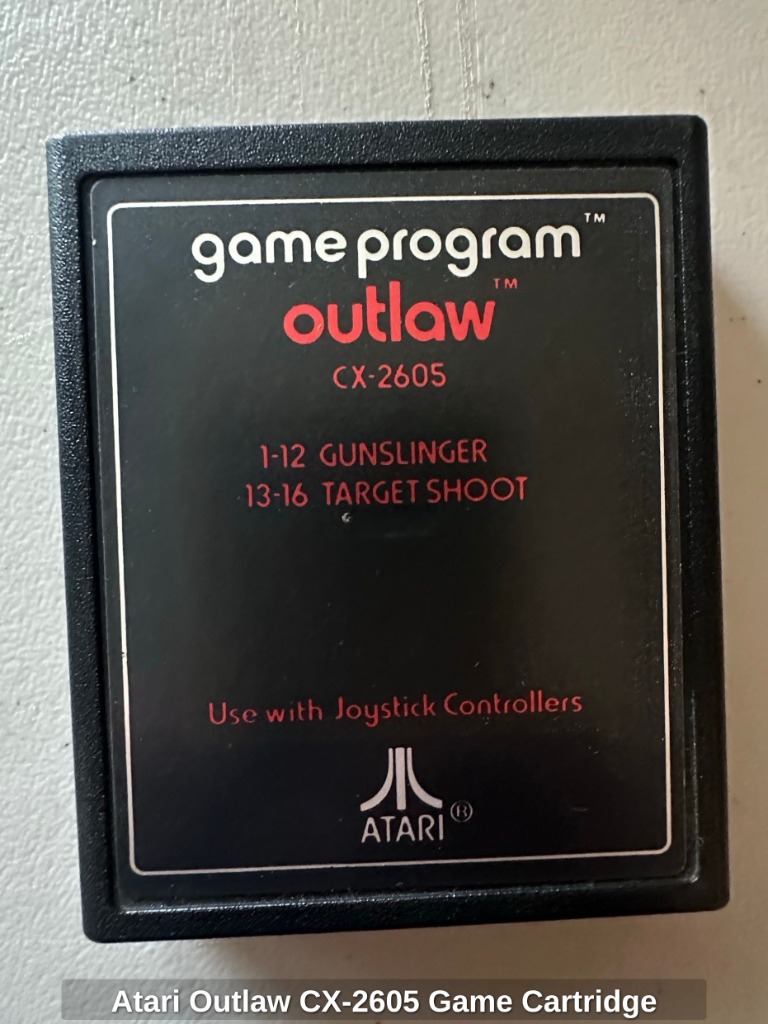 game program™
outlaw™
CX-2605
1-12 GUNSLINGER
13-16 TARGET SHOOT
Use with Joystick Controllers
ATARI®
Atari Outlaw CX-2605 Game Cartridge